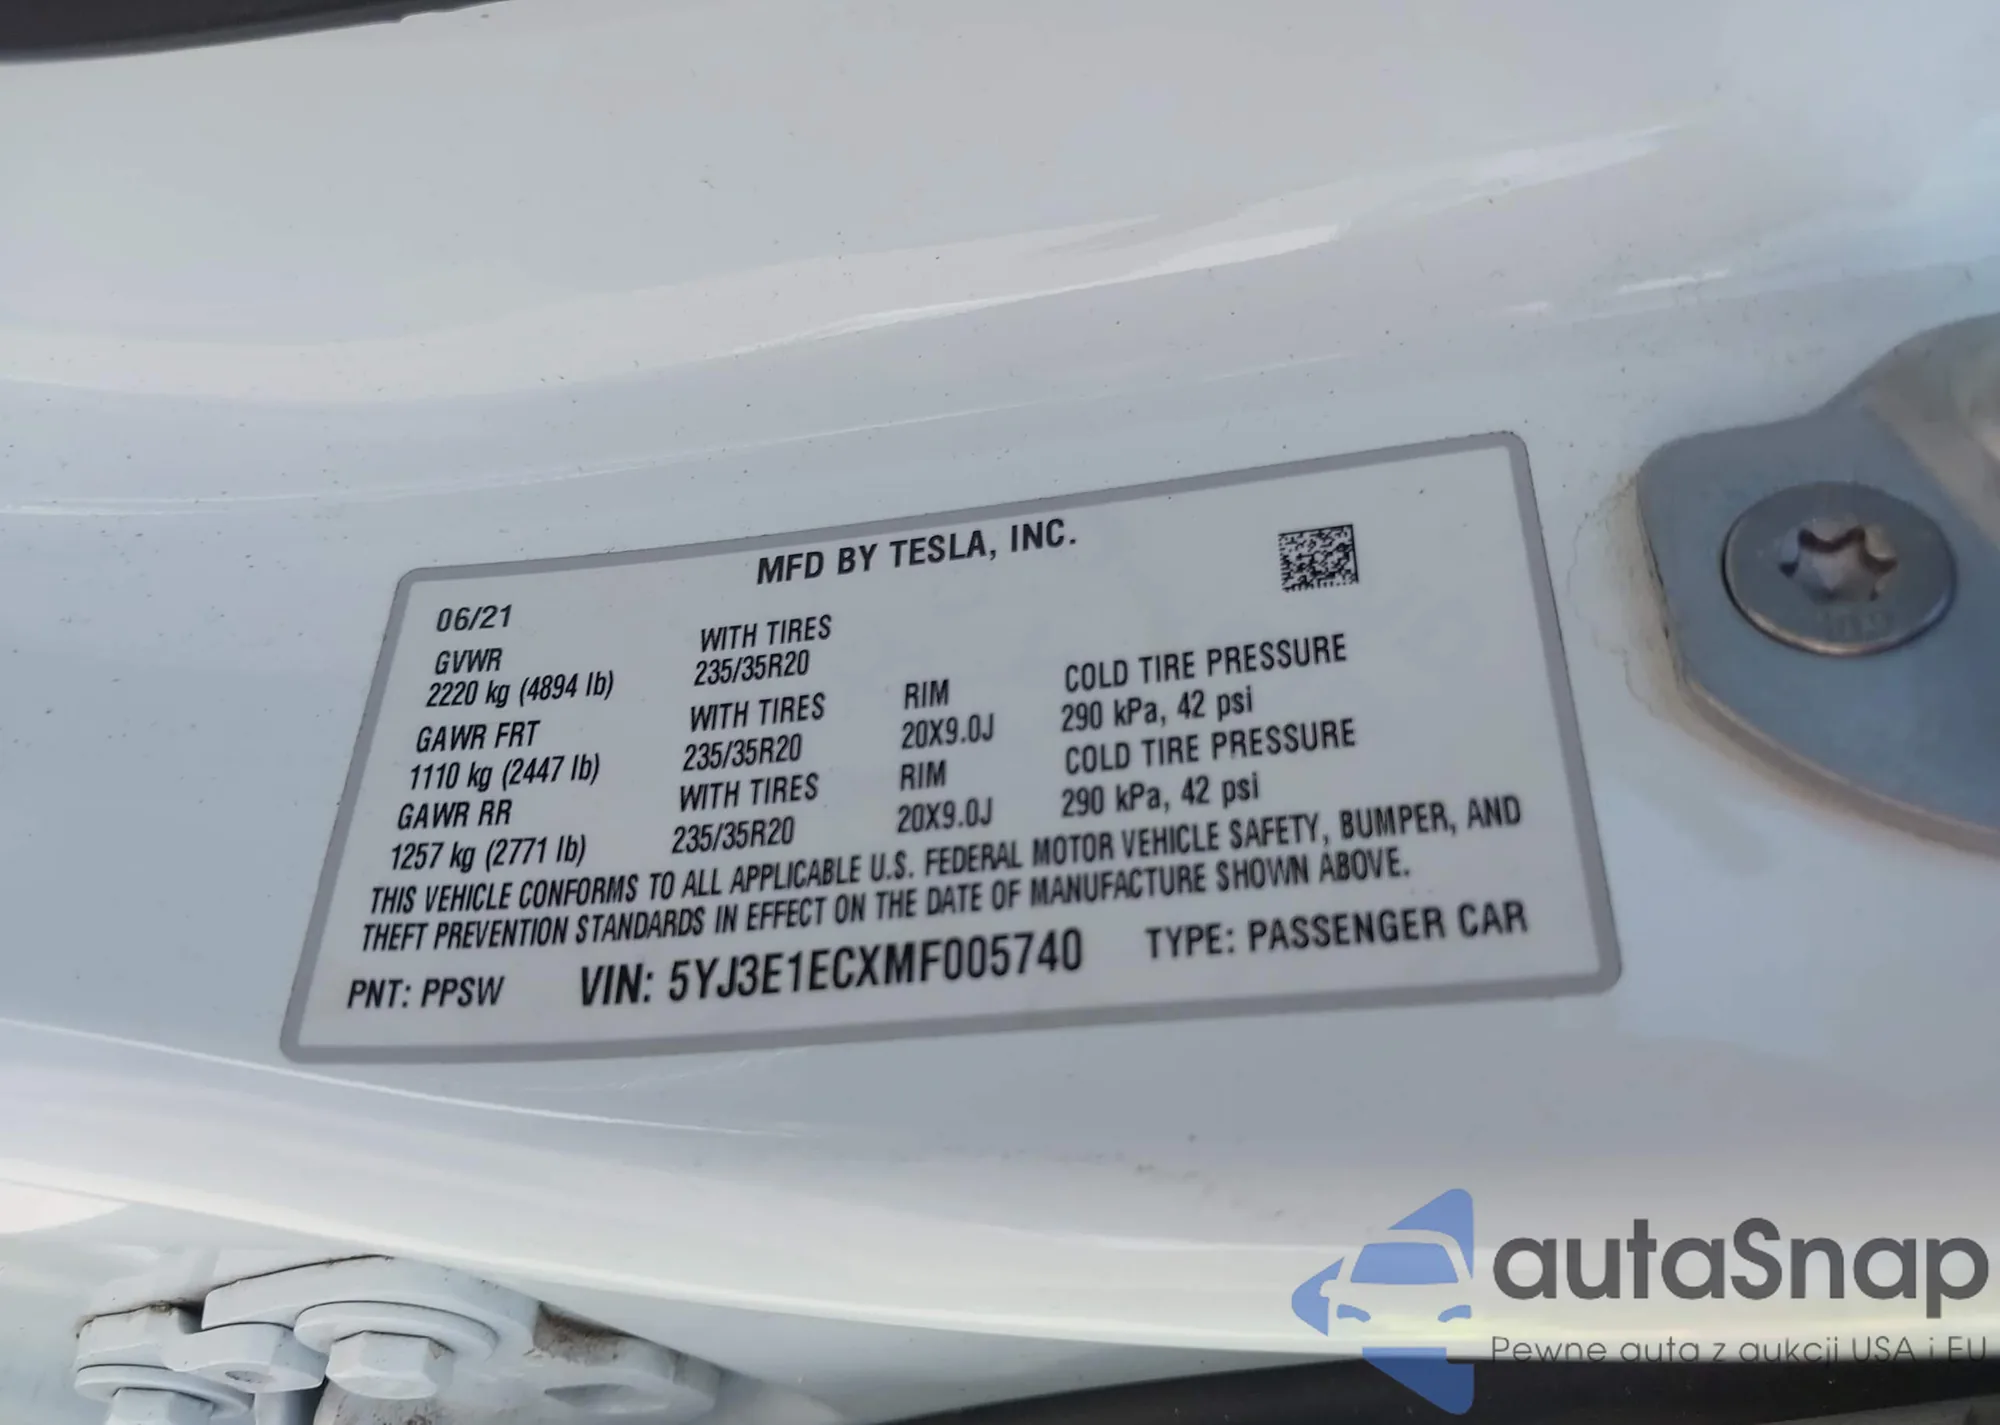 MFD BY TESLA, INC.
06/21
GVWR WITH TIRES
2220 kg (4894 lb) 235/35R20
GAWR FRT WITH TIRES RIM COLD TIRE PRESSURE
1110 kg (2447 lb) 235/35R20 20X9.0J 290 kPa, 42 psi
GAWR RR WITH TIRES RIM COLD TIRE PRESSURE
1257 kg (2771 lb) 235/35R20 20X9.0J 290 kPa, 42 psi
THIS VEHICLE CONFORMS TO ALL APPLICABLE U.S. FEDERAL MOTOR VEHICLE SAFETY, BUMPER, AND
THEFT PREVENTION STANDARDS IN EFFECT ON THE DATE OF MANUFACTURE SHOWN ABOVE.
PNT: PPSW VIN: 5YJ3E1ECXMF005740 TYPE: PASSENGER CAR
autaSnap
Pewne auta z aukcji USA i EU